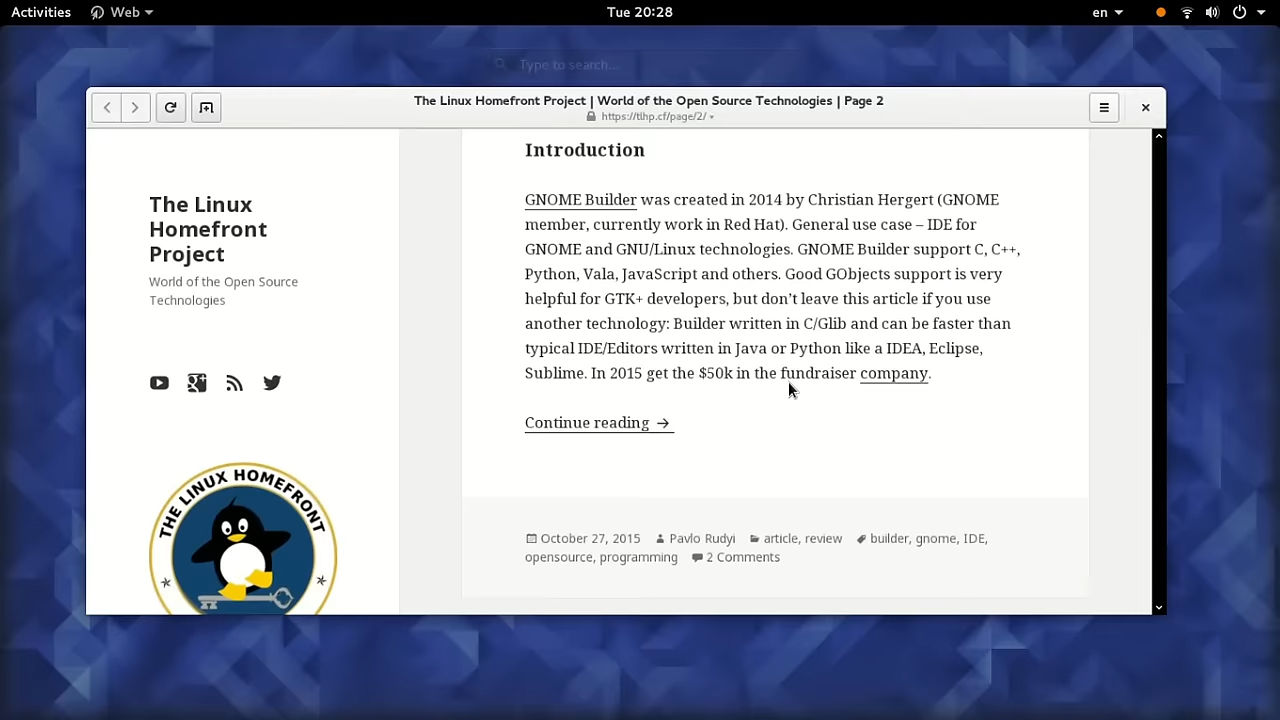 Activities Web Tue 20:28 en
Type to search...
The Linux Homefront Project | World of the Open Source Technologies | Page 2
https://tlhp.cf/page/2/
The Linux
Homefront
Project
World of the Open Source
Technologies
THE LINUX HOMEFRONT
Introduction
GNOME Builder was created in 2014 by Christian Hergert (GNOME
member, currently work in Red Hat). General use case – IDE for
GNOME and GNU/Linux technologies. GNOME Builder support C, C++,
Python, Vala, JavaScript and others. Good GObjects support is very
helpful for GTK+ developers, but don’t leave this article if you use
another technology: Builder written in C/Glib and can be faster than
typical IDE/Editors written in Java or Python like a IDEA, Eclipse,
Sublime. In 2015 get the $50k in the fundraiser company.
Continue reading →
October 27, 2015 Pavlo Rudyi article, review builder, gnome, IDE,
opensource, programming 2 Comments